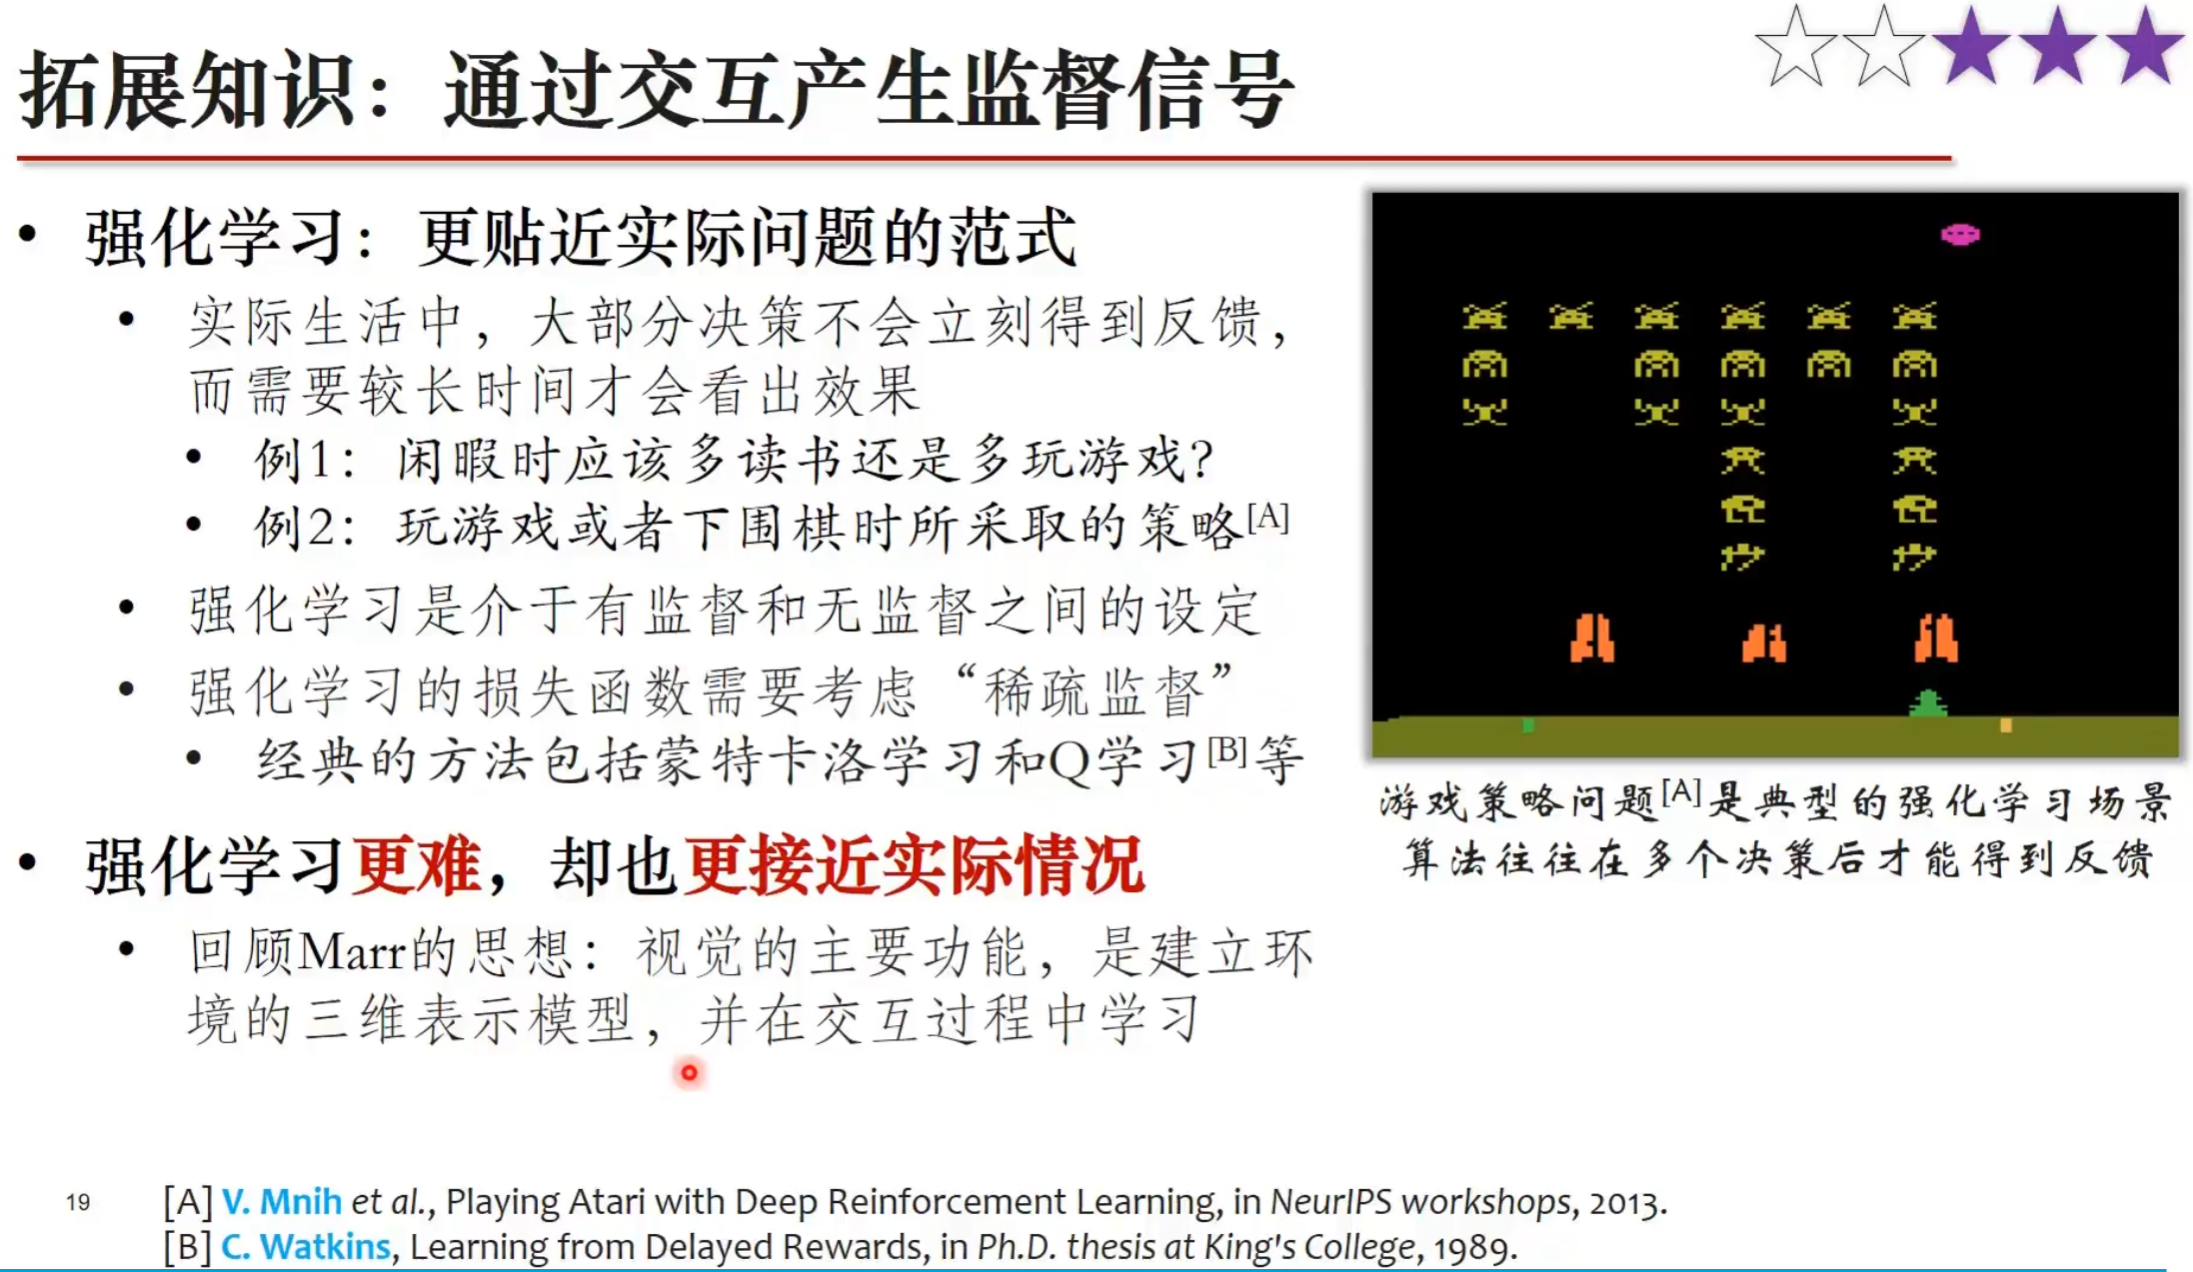 拓展知识：通过交互产生监督信号
• 强化学习：更贴近实际问题的范式
• 实际生活中，大部分决策不会立刻得到反馈，
而需要较长时间才会看出效果
• 例1：闲暇时应该多读书还是多玩游戏?
• 例2：玩游戏或者下围棋时所采取的策略[A]
• 强化学习是介于有监督和无监督之间的设定
• 强化学习的损失函数需要考虑“稀疏监督”
• 经典的方法包括蒙特卡洛学习和Q学习[B]等
• 强化学习更难，却也更接近实际情况
• 回顾Marr的思想：视觉的主要功能，是建立环
境的三维表示模型，并在交互过程中学习
游戏策略问题[A]是典型的强化学习场景
算法往往在多个决策后才能得到反馈
19
[A] V. Mnih et al., Playing Atari with Deep Reinforcement Learning, in NeurIPS workshops, 2013.
[B] C. Watkins, Learning from Delayed Rewards, in Ph.D. thesis at King's College, 1989.